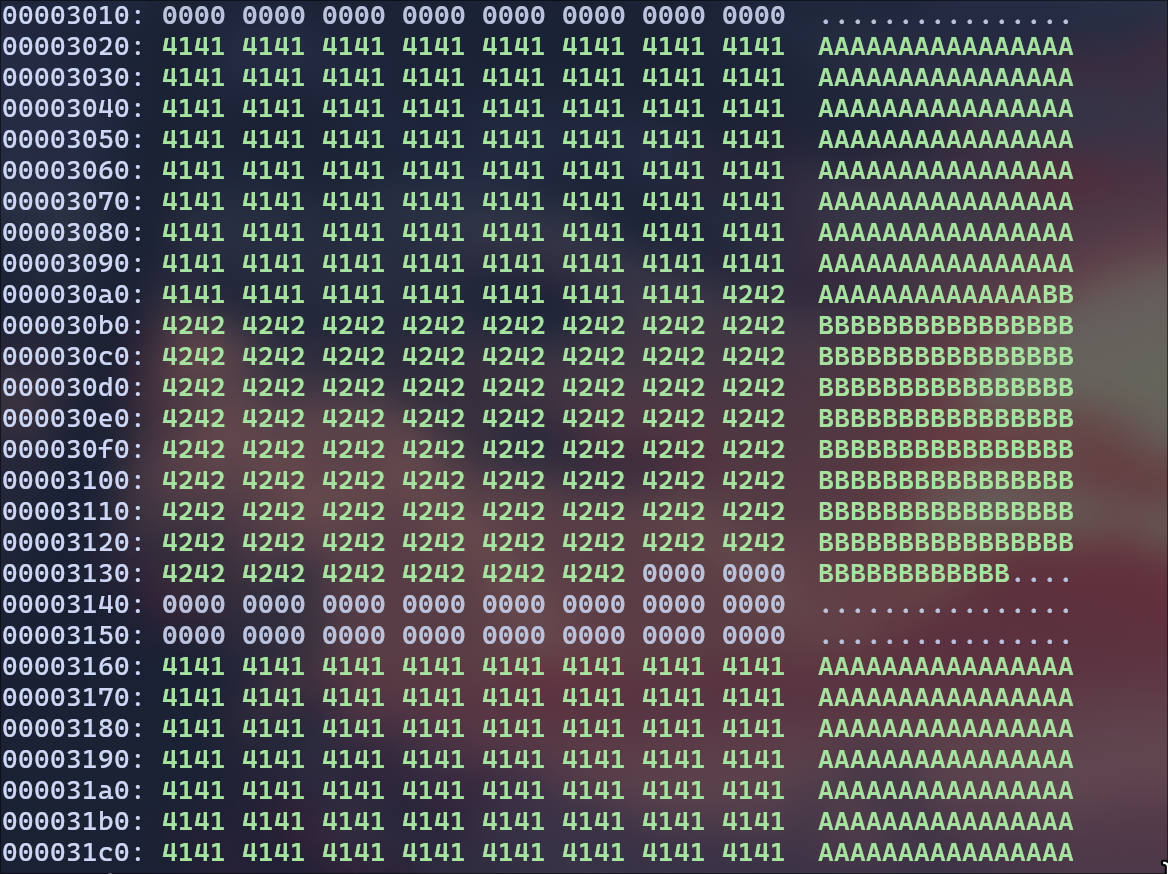 00003010: 0000 0000 0000 0000 0000 0000 0000 0000  ................
00003020: 4141 4141 4141 4141 4141 4141 4141 4141  AAAAAAAAAAAAAAAA
00003030: 4141 4141 4141 4141 4141 4141 4141 4141  AAAAAAAAAAAAAAAA
00003040: 4141 4141 4141 4141 4141 4141 4141 4141  AAAAAAAAAAAAAAAA
00003050: 4141 4141 4141 4141 4141 4141 4141 4141  AAAAAAAAAAAAAAAA
00003060: 4141 4141 4141 4141 4141 4141 4141 4141  AAAAAAAAAAAAAAAA
00003070: 4141 4141 4141 4141 4141 4141 4141 4141  AAAAAAAAAAAAAAAA
00003080: 4141 4141 4141 4141 4141 4141 4141 4141  AAAAAAAAAAAAAAAA
00003090: 4141 4141 4141 4141 4141 4141 4141 4141  AAAAAAAAAAAAAAAA
000030a0: 4141 4141 4141 4141 4141 4141 4141 4242  AAAAAAAAAAAAAABB
000030b0: 4242 4242 4242 4242 4242 4242 4242 4242  BBBBBBBBBBBBBBBB
000030c0: 4242 4242 4242 4242 4242 4242 4242 4242  BBBBBBBBBBBBBBBB
000030d0: 4242 4242 4242 4242 4242 4242 4242 4242  BBBBBBBBBBBBBBBB
000030e0: 4242 4242 4242 4242 4242 4242 4242 4242  BBBBBBBBBBBBBBBB
000030f0: 4242 4242 4242 4242 4242 4242 4242 4242  BBBBBBBBBBBBBBBB
00003100: 4242 4242 4242 4242 4242 4242 4242 4242  BBBBBBBBBBBBBBBB
00003110: 4242 4242 4242 4242 4242 4242 4242 4242  BBBBBBBBBBBBBBBB
00003120: 4242 4242 4242 4242 4242 4242 4242 4242  BBBBBBBBBBBBBBBB
00003130: 4242 4242 4242 4242 4242 4242 0000 0000  BBBBBBBBBBBB....
00003140: 0000 0000 0000 0000 0000 0000 0000 0000  ................
00003150: 0000 0000 0000 0000 0000 0000 0000 0000  ................
00003160: 4141 4141 4141 4141 4141 4141 4141 4141  AAAAAAAAAAAAAAAA
00003170: 4141 4141 4141 4141 4141 4141 4141 4141  AAAAAAAAAAAAAAAA
00003180: 4141 4141 4141 4141 4141 4141 4141 4141  AAAAAAAAAAAAAAAA
00003190: 4141 4141 4141 4141 4141 4141 4141 4141  AAAAAAAAAAAAAAAA
000031a0: 4141 4141 4141 4141 4141 4141 4141 4141  AAAAAAAAAAAAAAAA
000031b0: 4141 4141 4141 4141 4141 4141 4141 4141  AAAAAAAAAAAAAAAA
000031c0: 4141 4141 4141 4141 4141 4141 4141 4141  AAAAAAAAAAAAAAAA